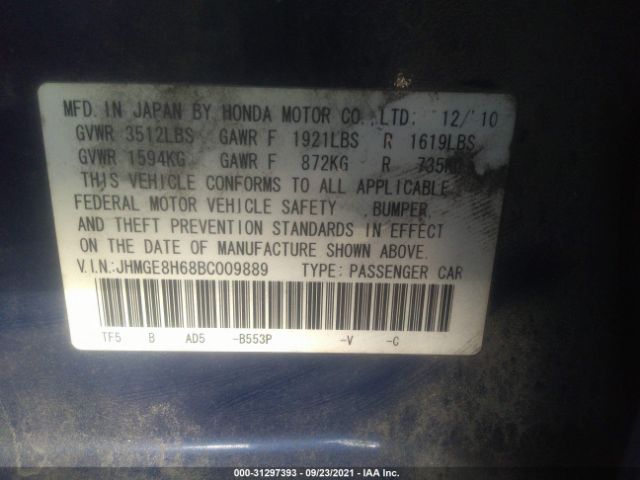 MFD. IN JAPAN BY HONDA MOTOR CO., LTD. 12/'10
GVWR 3512LBS GAWR F 1921LBS R 1619LBS
GVWR 1594KG GAWR F 872KG R 735KG
THIS VEHICLE CONFORMS TO ALL APPLICABLE
FEDERAL MOTOR VEHICLE SAFETY BUMPER,
AND THEFT PREVENTION STANDARDS IN EFFECT
ON THE DATE OF MANUFACTURE SHOWN ABOVE.
V.I.N.:JHMGE8H68BC009889 TYPE: PASSENGER CAR
TF5 B AD5 -B553P -V -C
000-31297393 - 09/23/2021 - IAA Inc.